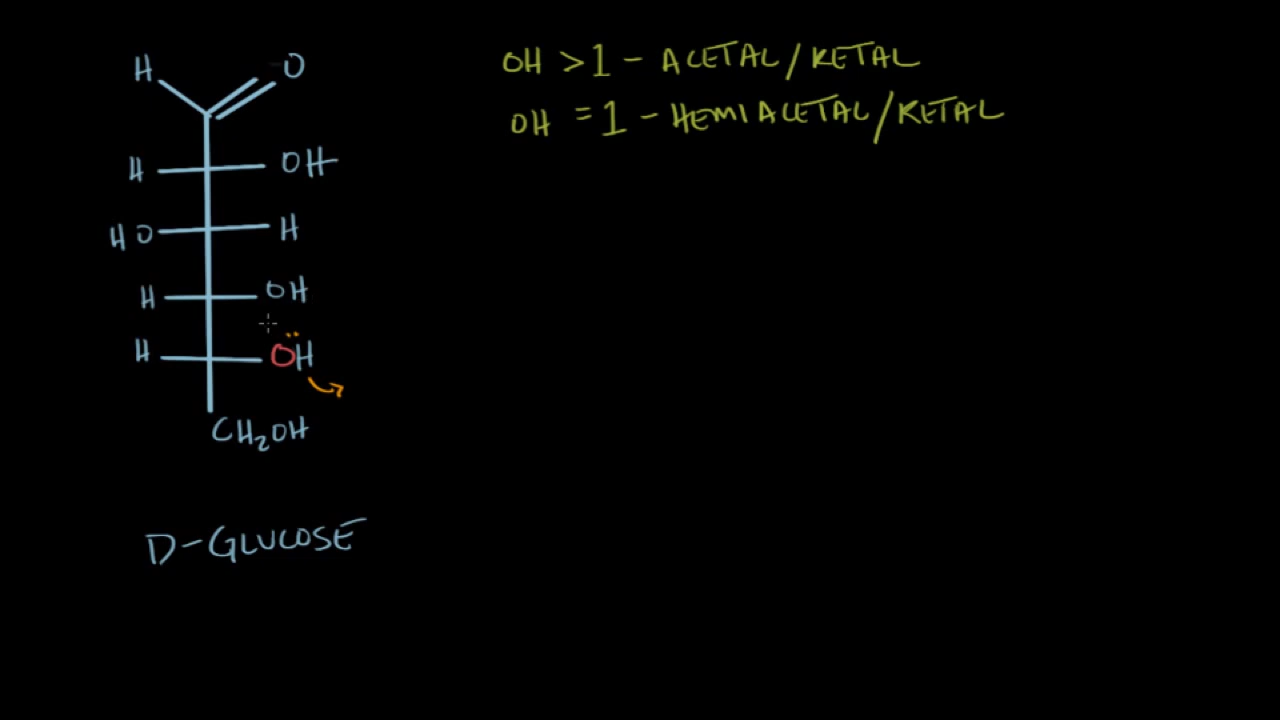 H O
H OH
HO H
H OH
H OH
CH₂OH
D-GLUCOSE
OH > 1 - ACETAL/KETAL
OH = 1 - HEMIACETAL/KETAL